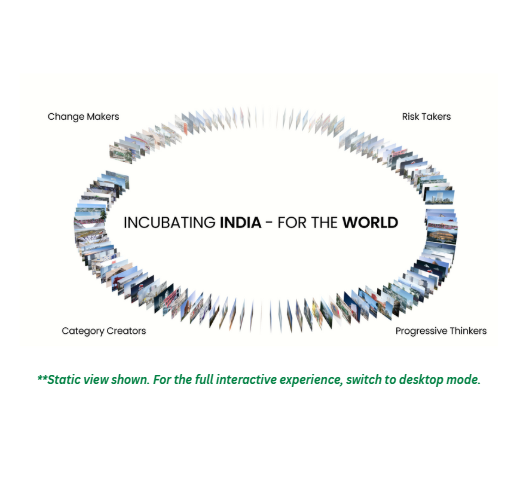 Change Makers
Risk Takers
INCUBATING INDIA - FOR THE WORLD
Category Creators
Progressive Thinkers
**Static view shown. For the full interactive experience, switch to desktop mode.